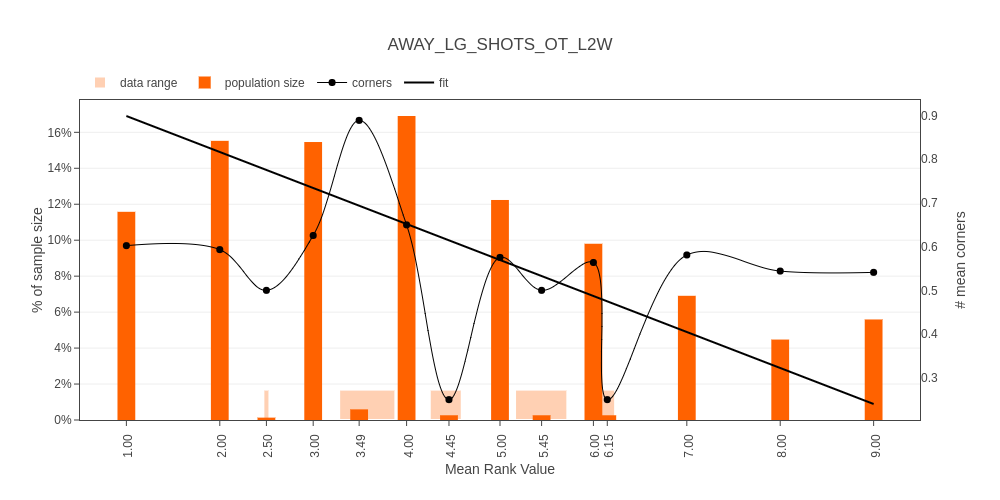 AWAY_LG_SHOTS_OT_L2W
data range population size corners fit
16%
14%
12%
10%
8%
6%
4%
2%
0%
% of sample size
0.9
0.8
0.7
0.6
0.5
0.4
0.3
# mean corners
1.00 2.00 2.50 3.00 3.49 4.00 4.45 5.00 5.45 6.00 6.15 7.00 8.00 9.00
Mean Rank Value